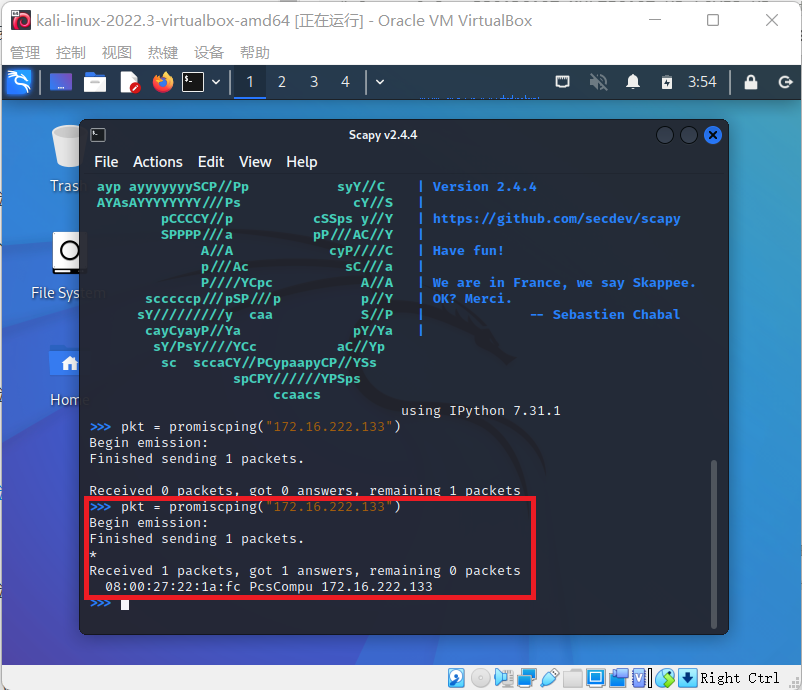 kali-linux-2022.3-virtualbox-amd64 [正在运行] - Oracle VM VirtualBox
管理 控制 视图 热键 设备 帮助
1 2 3 4 3:54
Scapy v2.4.4
File Actions Edit View Help
Trash
File System
Home
ayp ayyyyyyySCP//Pp syY//C | Version 2.4.4
AYAsAYYYYYYYY///Ps cY//S |
pCCCCY//p cSSps y//Y | https://github.com/secdev/scapy
SPPPP///a pP///AC//Y |
A//A cyP////C | Have fun!
p///Ac sC///a |
P////YCpc A//A | We are in France, we say Skappee.
scccccp///pSP///p p//Y | OK? Merci.
sY/////////y caa S//P | -- Sebastien Chabal
cayCyayP//Ya pY/Ya |
sY/PsY////YCc aC//Yp
sc sccaCY//PCypaapyCP//YSs
spCPY//////YPSps
ccaacs
using IPython 7.31.1
>>> pkt = promiscping("172.16.222.133")
Begin emission:
Finished sending 1 packets.
Received 0 packets, got 0 answers, remaining 1 packets
>>> pkt = promiscping("172.16.222.133")
Begin emission:
Finished sending 1 packets.
*
Received 1 packets, got 1 answers, remaining 0 packets
08:00:27:22:1a:fc PcsCompu 172.16.222.133
>>>
Right Ctrl